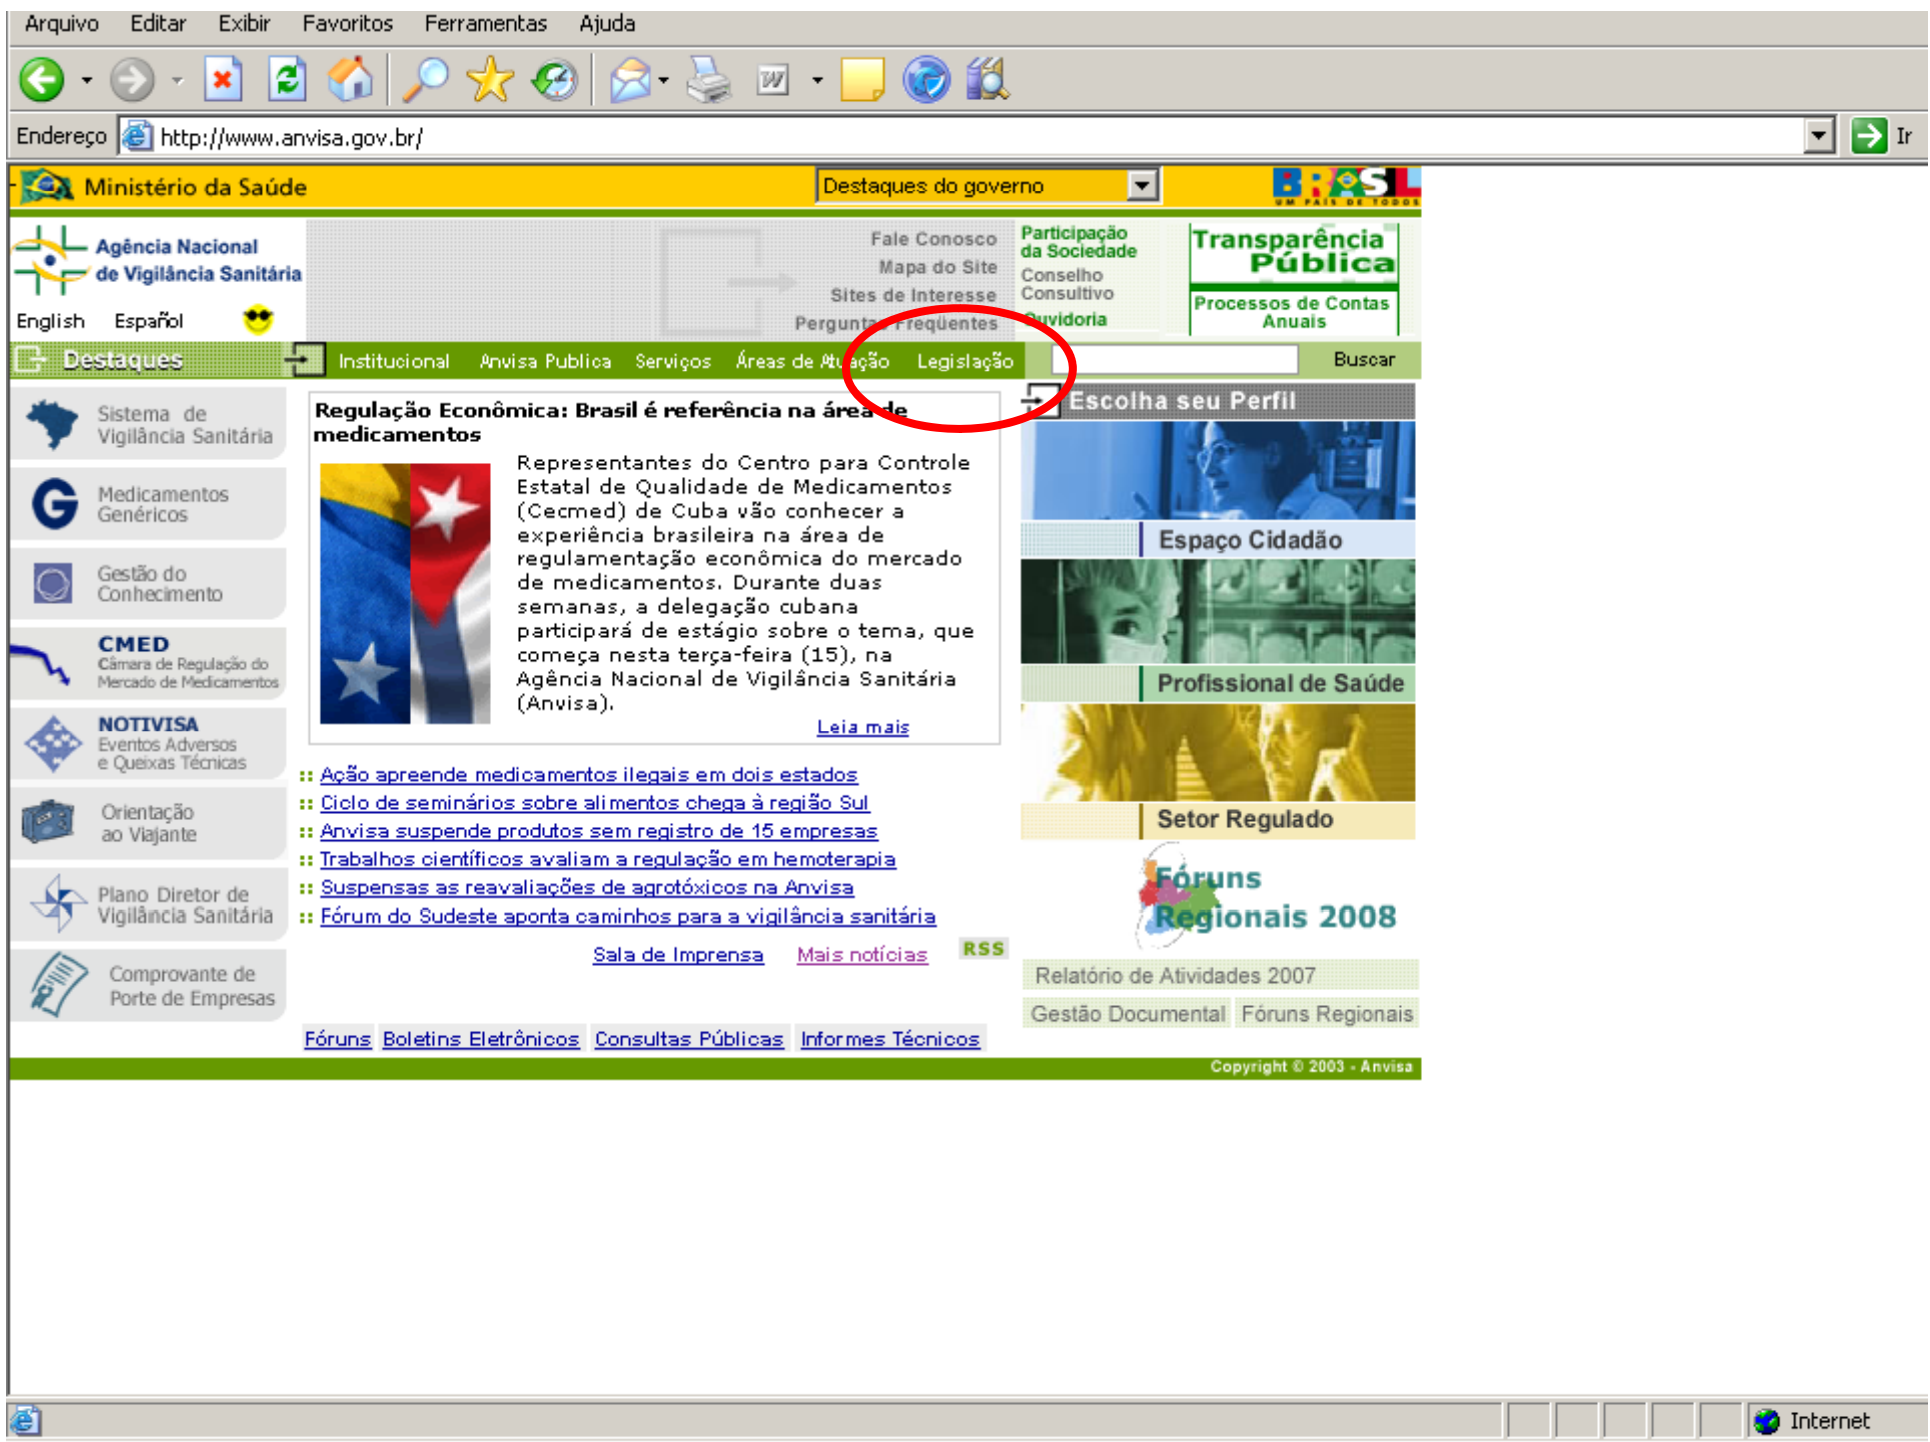 Arquivo Editar Exibir Favoritos Ferramentas Ajuda
Endereço http://www.anvisa.gov.br/ Ir
Ministério da Saúde
Destaques do governo
BRASIL
UM PAÍS DE TODOS
Agência Nacional
de Vigilância Sanitária
English Español
Fale Conosco
Mapa do Site
Sites de Interesse
Perguntas Freqüentes
Participação
da Sociedade
Conselho
Consultivo
Ouvidoria
Transparência
Pública
Processos de Contas
Anuais
Destaques
Institucional Anvisa Publica Serviços Áreas de Atuação Legislação
Buscar
Sistema de
Vigilância Sanitária
Medicamentos
Genéricos
Gestão do
Conhecimento
CMED
Câmara de Regulação do
Mercado de Medicamentos
NOTIVISA
Eventos Adversos
e Queixas Técnicas
Orientação
ao Viajante
Plano Diretor de
Vigilância Sanitária
Comprovante de
Porte de Empresas
Regulação Econômica: Brasil é referência na área de
medicamentos
Representantes do Centro para Controle
Estatal de Qualidade de Medicamentos
(Cecmed) de Cuba vão conhecer a
experiência brasileira na área de
regulamentação econômica do mercado
de medicamentos. Durante duas
semanas, a delegação cubana
participará de estágio sobre o tema, que
começa nesta terça-feira (15), na
Agência Nacional de Vigilância Sanitária
(Anvisa).
Leia mais
:: Ação apreende medicamentos ilegais em dois estados
:: Ciclo de seminários sobre alimentos chega à região Sul
:: Anvisa suspende produtos sem registro de 15 empresas
:: Trabalhos científicos avaliam a regulação em hemoterapia
:: Suspensas as reavaliações de agrotóxicos na Anvisa
:: Fórum do Sudeste aponta caminhos para a vigilância sanitária
Sala de Imprensa Mais notícias RSS
Fóruns Boletins Eletrônicos Consultas Públicas Informes Técnicos
Escolha seu Perfil
Espaço Cidadão
Profissional de Saúde
Setor Regulado
Fóruns
Regionais 2008
Relatório de Atividades 2007
Gestão Documental Fóruns Regionais
Copyright © 2003 - Anvisa
Internet